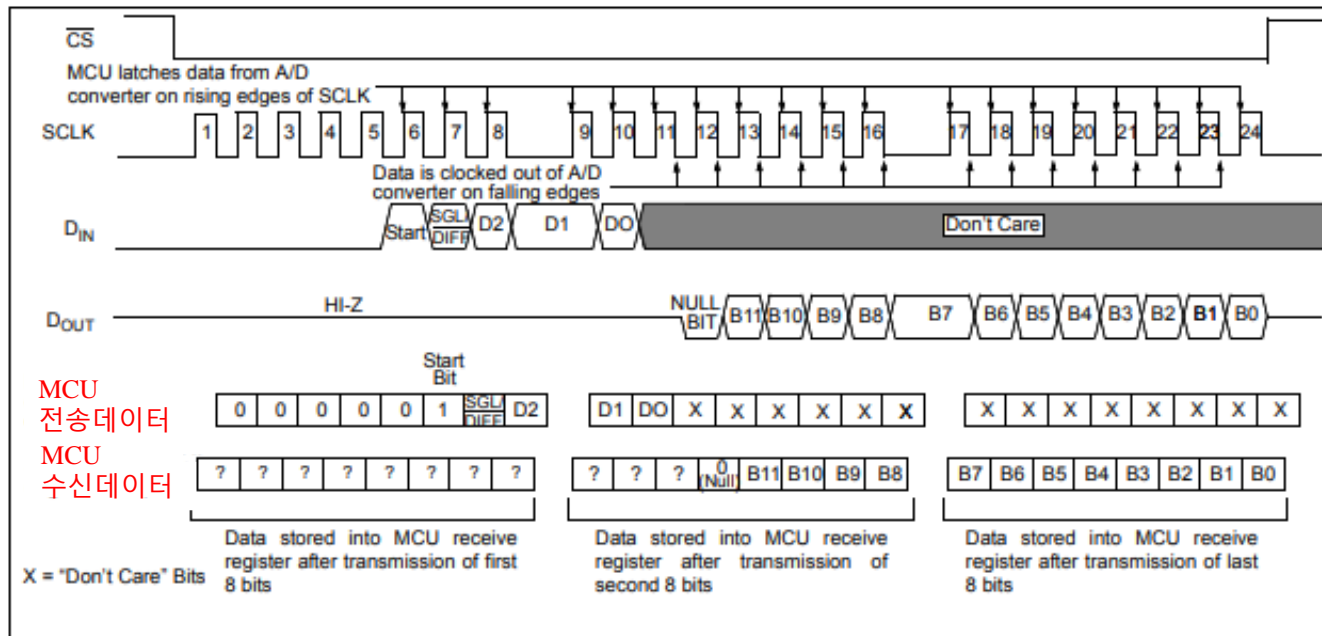 CS
MCU latches data from A/D
converter on rising edges of SCLK
SCLK
1 2 3 4 5 6 7 8 9 10 11 12 13 14 15 16 17 18 19 20 21 22 23 24
Data is clocked out of A/D
converter on falling edges
DIN
Start SGL/ DIFF D2 D1 DO Don't Care
HI-Z
DOUT
NULL BIT B11 B10 B9 B8 B7 B6 B5 B4 B3 B2 B1 B0
Start
Bit
MCU
전송데이터
0 0 0 0 0 1 SGL/ DIFF D2 D1 DO X X X X X X X X X X X X X X
MCU
수신데이터
? ? ? ? ? ? ? ? ? ? ? 0 (Null) B11 B10 B9 B8 B7 B6 B5 B4 B3 B2 B1 B0
Data stored into MCU receive
register after transmission of first
8 bits
Data stored into MCU receive
register after transmission of
second 8 bits
Data stored into MCU receive
register after transmission of last
8 bits
X = "Don't Care" Bits